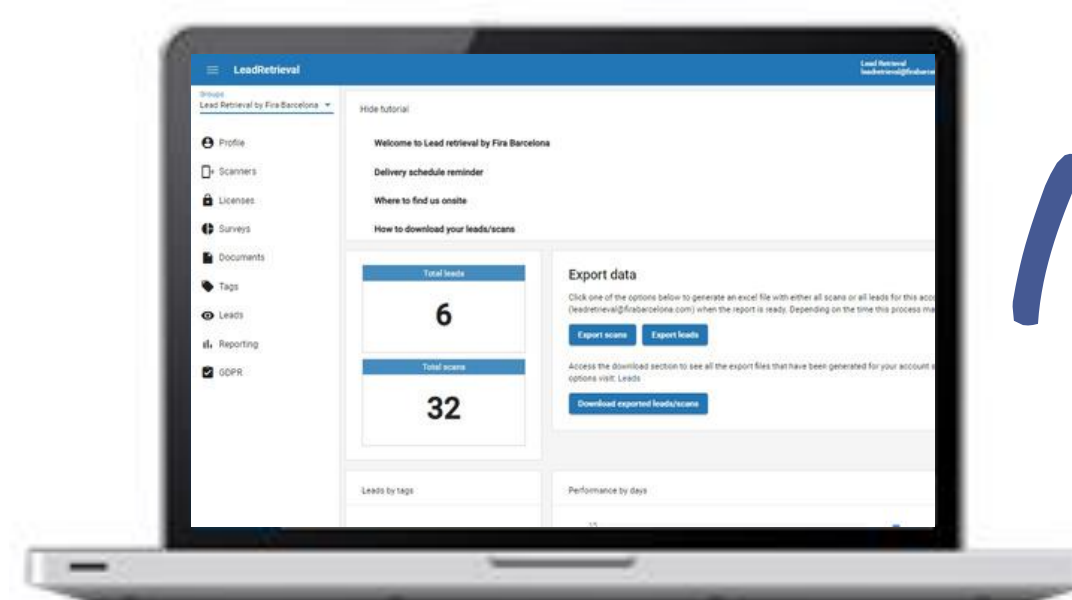 LeadRetrieval
Lead Retrieval
Groups
Lead Retrieval by Fira Barcelona
Profile
Scanners
Licenses
Surveys
Documents
Tags
Leads
Reporting
GDPR
Hide tutorial
Welcome to Lead retrieval by Fira Barcelona
Delivery schedule reminder
Where to find us onsite
How to download your leads/scans
Total leads
6
Total scans
32
Export data
Click one of the options below to generate an excel file with either all scans or all leads for this
(leadretrieval@firabarcelona.com) when the report is ready. Depending on the time this process
Export scans Export leads
Access the download section to see all the export files that have been generated for your account
options visit: Leads
Download exported leads/scans
Leads by tags
Performance by days